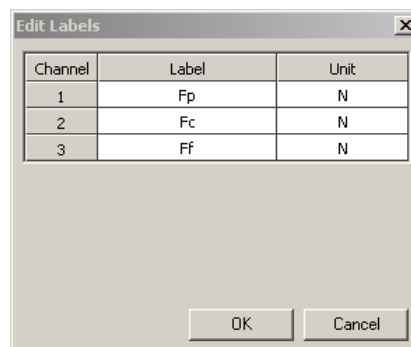 Edit Labels
Channel Label Unit
1 Fp N
2 Fc N
3 Ff N
OK Cancel